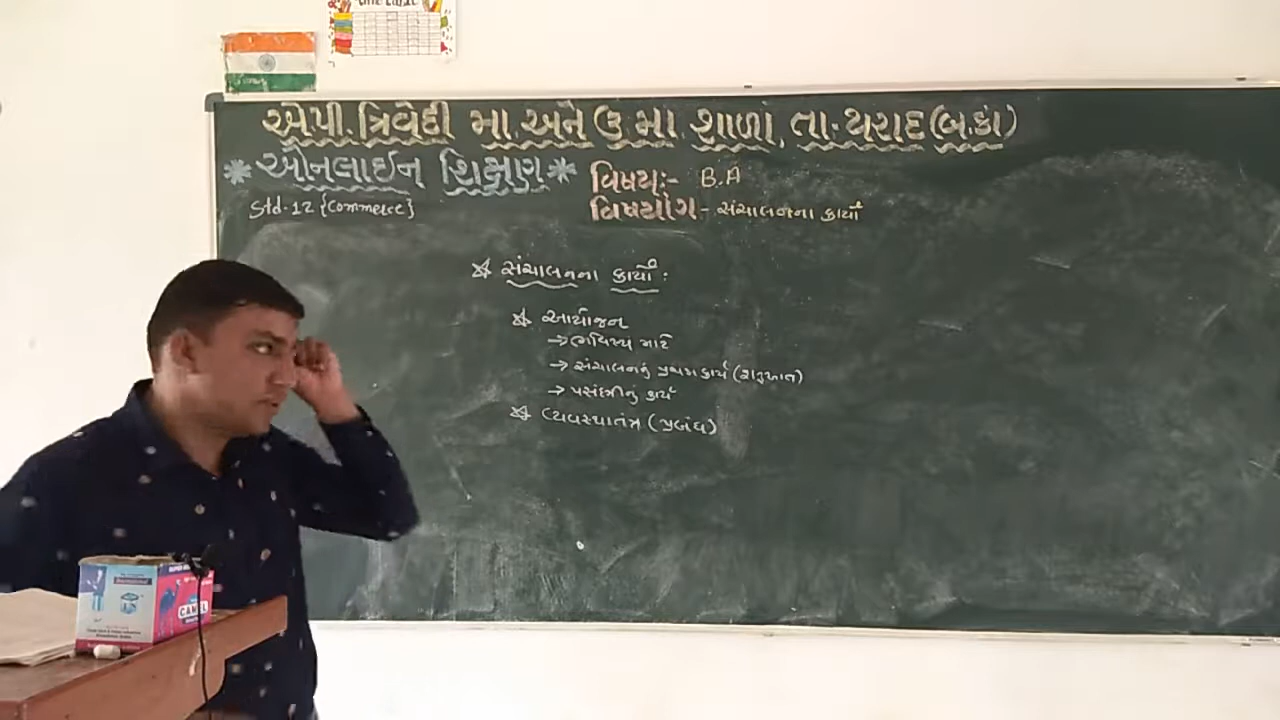 એ.પી. ત્રિવેદી મા. અને ઉ. મા. શાળા, તા. થરાદ (બ.કાં)
* ઓનલાઈન શિક્ષણ *
વિષયઃ- B.A
Std-12 {Commerce}
વિષયાંગ - સંચાલનના કાર્યો
☆ સંચાલનના કાર્યો :
☆ આયોજન
→ ભવિષ્ય માટે
→ સંચાલનનું પ્રથમ કાર્ય (શરૂઆત)
→ પસંદગીનું કાર્ય
☆ વ્યવસ્થાતંત્ર (પ્રબંધ)
CAMEL